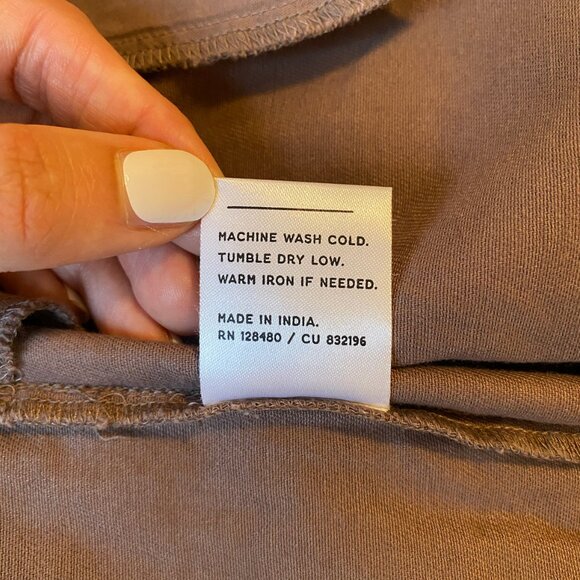 MACHINE WASH COLD.
TUMBLE DRY LOW.
WARM IRON IF NEEDED.
MADE IN INDIA.
RN 128480 / CU 832196